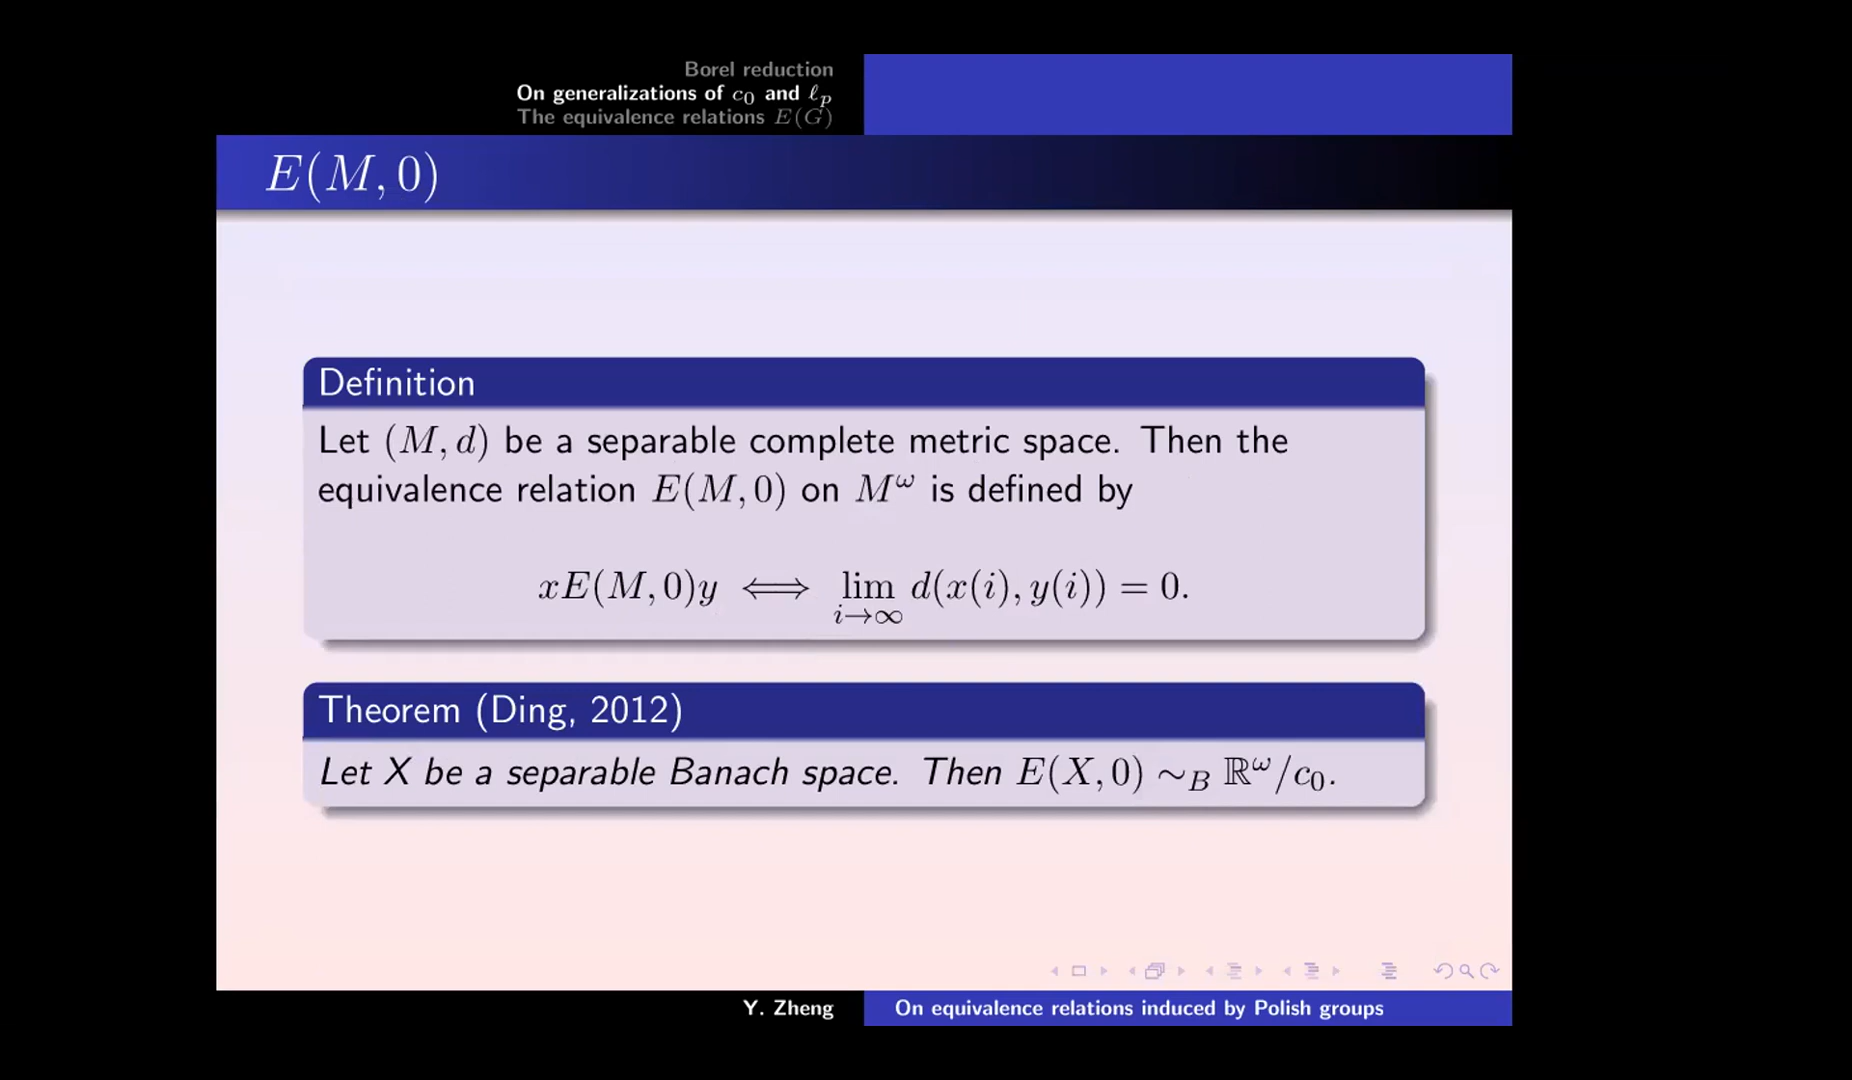 Borel reduction
On generalizations of c₀ and ℓₚ
The equivalence relations E(G)
E(M, 0)
Definition
Let (M, d) be a separable complete metric space. Then the
equivalence relation E(M, 0) on M^ω is defined by
xE(M, 0)y ⟺ lim_{i→∞} d(x(i), y(i)) = 0.
Theorem (Ding, 2012)
Let X be a separable Banach space. Then E(X, 0) ∼_B ℝ^ω/c₀.
Y. Zheng
On equivalence relations induced by Polish groups